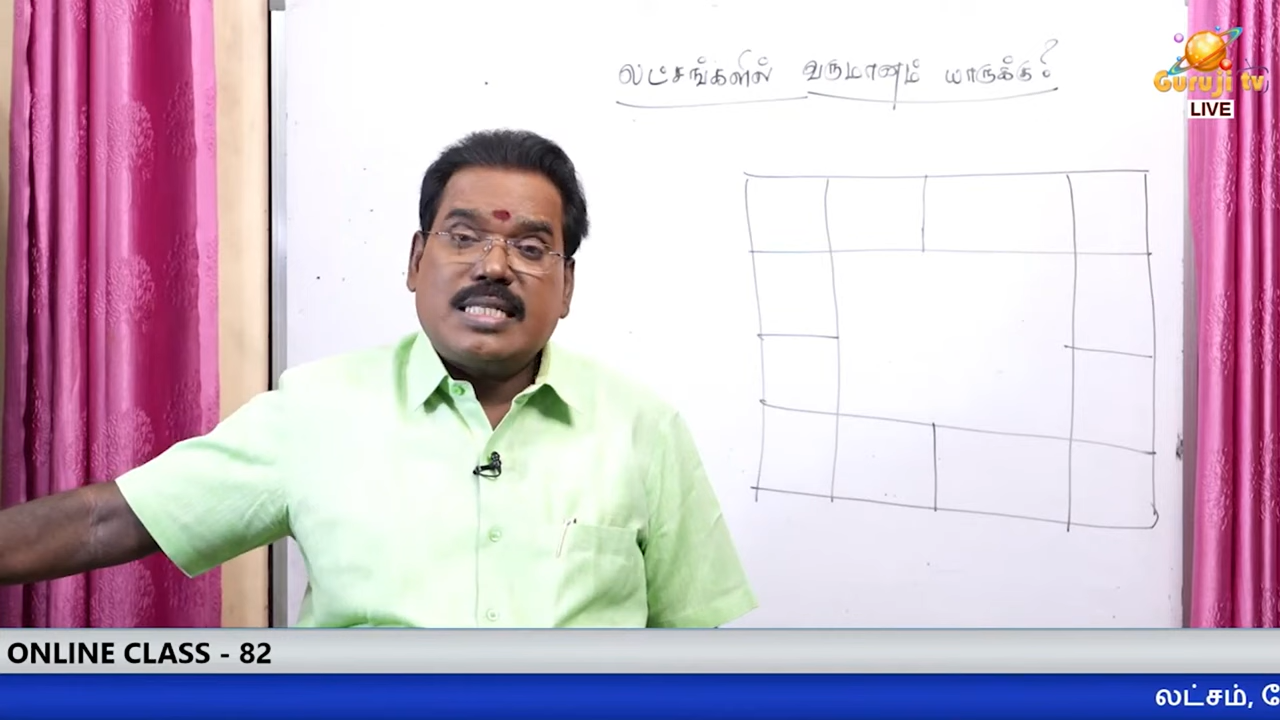 லட்சங்களில் வருமானம் யாருக்கு?
Guruji tv
LIVE
ONLINE CLASS - 82
லட்சம்,